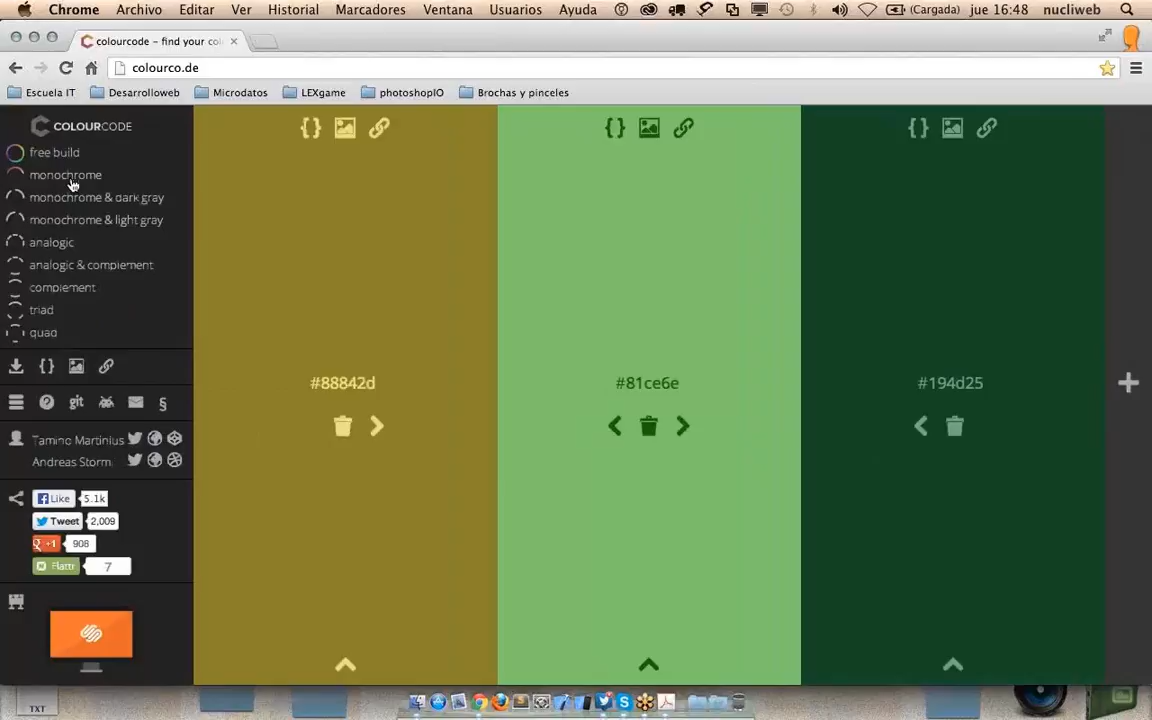 Chrome Archivo Editar Ver Historial Marcadores Ventana Usuarios Ayuda (Cargada) jue 16:48 nucliweb
colourcode - find your col
colourco.de
Escuela IT Desarrolloweb Microdatos LEXgame photoshopIO Brochas y pinceles
COLOURCODE
free build
monochrome
monochrome & dark gray
monochrome & light gray
analogic
analogic & complement
complement
triad
quad
{}
{}
{}
#88842d
#81ce6e
#194d25
{}
git
§
Tamino Martinius
Andreas Storm
Like 5.1k
Tweet 2,009
+1 908
Flattr 7
TXT